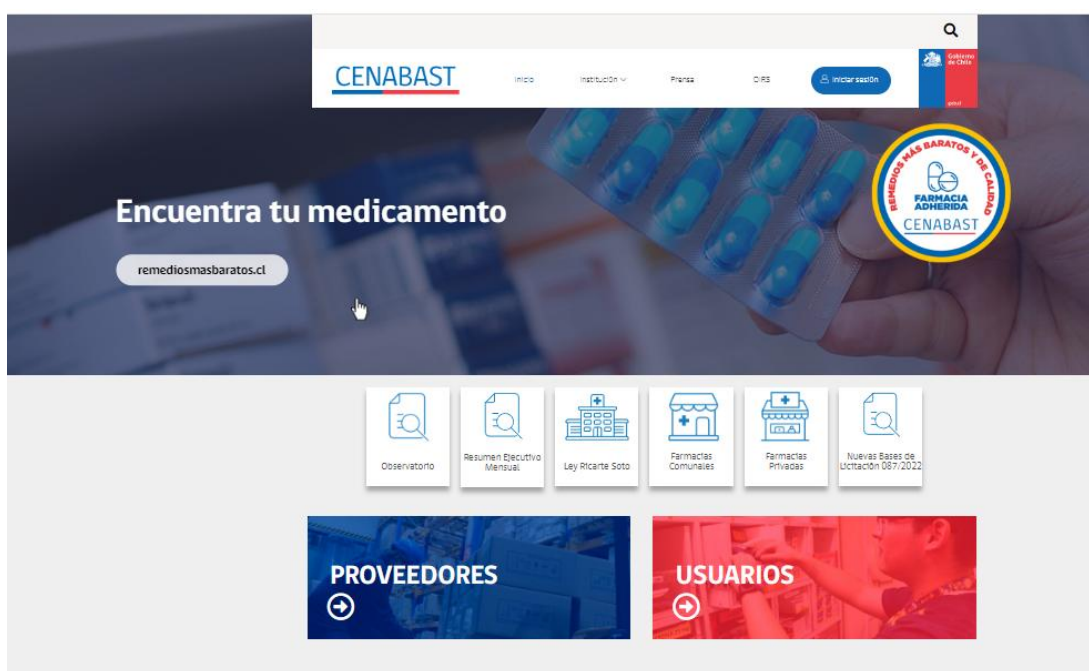 Gobierno
de Chile
CENABAST
Inicio
Institución
Prensa
OIRS
Iniciar sesión
REMEDIOS MÁS BARATOS Y DE CALIDAD
FARMACIA
ADHERIDA
CENABAST
Encuentra tu medicamento
remediosmasbaratos.cl
Observatorio
Resumen Ejecutivo
Mensual
Ley Ricarte Soto
Farmacias
Comunales
Farmacias
Privadas
Nuevas Bases de
Licitación 087/2022
PROVEEDORES
USUARIOS